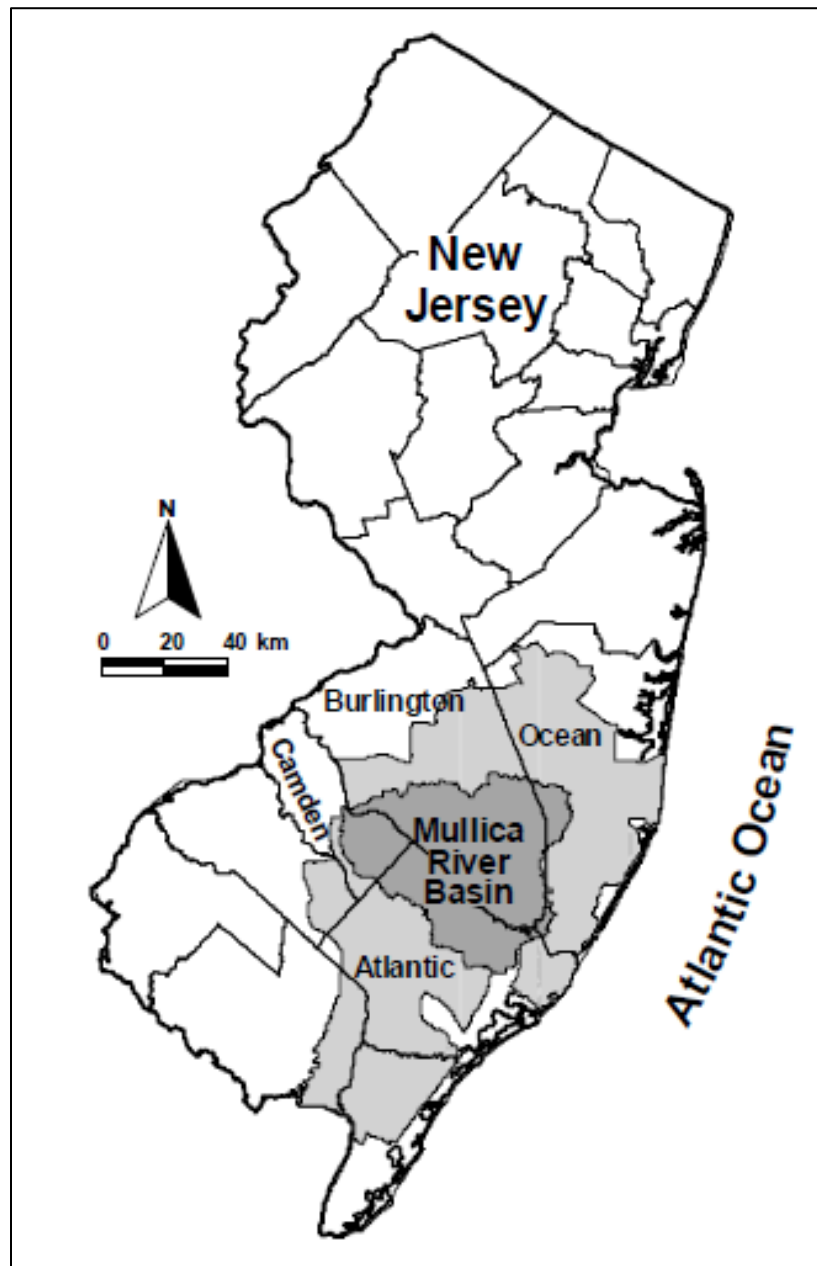 New
Jersey
N
0 20 40 km
Burlington
Ocean
Camden
Mullica
River
Basin
Atlantic
Atlantic Ocean